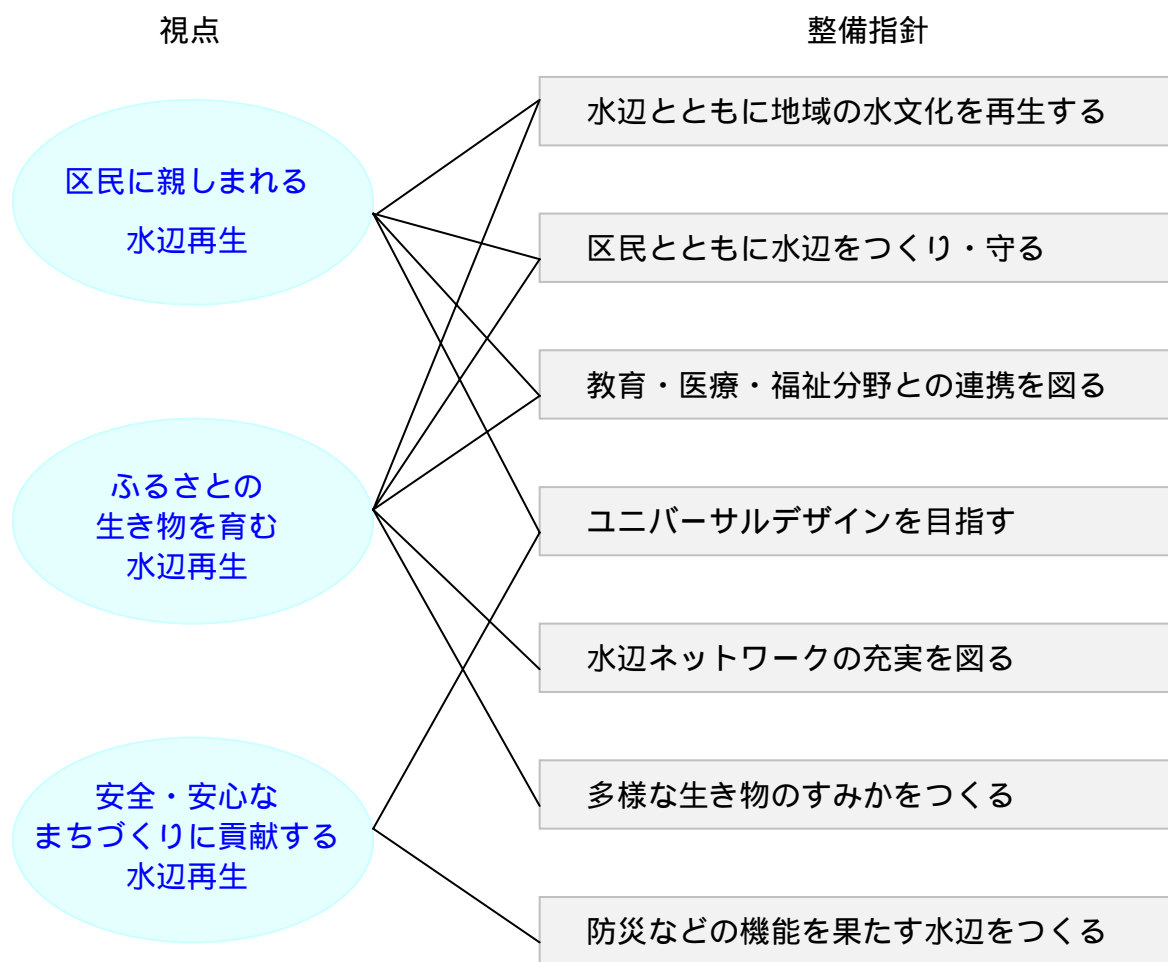 視点
整備指針
区民に親しまれる
水辺再生
ふるさとの
生き物を育む
水辺再生
安全・安心な
まちづくりに貢献する
水辺再生
水辺とともに地域の水文化を再生する
区民とともに水辺をつくり・守る
教育・医療・福祉分野との連携を図る
ユニバーサルデザインを目指す
水辺ネットワークの充実を図る
多様な生き物のすみかをつくる
防災などの機能を果たす水辺をつくる